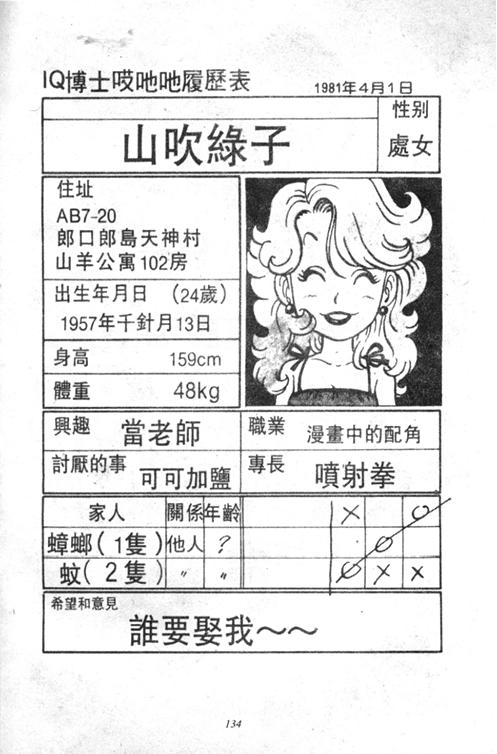 IQ博士哎吔吔履歷表
1981年4月1日
山吹綠子
性别
處女
住址
AB7-20
郎口郎島天神村
山羊公寓102房
出生年月日 (24歲)
1957年千針月13日
身高 159cm
體重 48kg
興趣 當老師
職業 漫畫中的配角
討厭的事 可可加鹽
專長 噴射拳
家人 關係 年齡 × ○
蟑螂(1隻) 他人 ? ○
蚊(2隻) 〃 〃 ○ × ×
希望和意見
誰要娶我～～
134